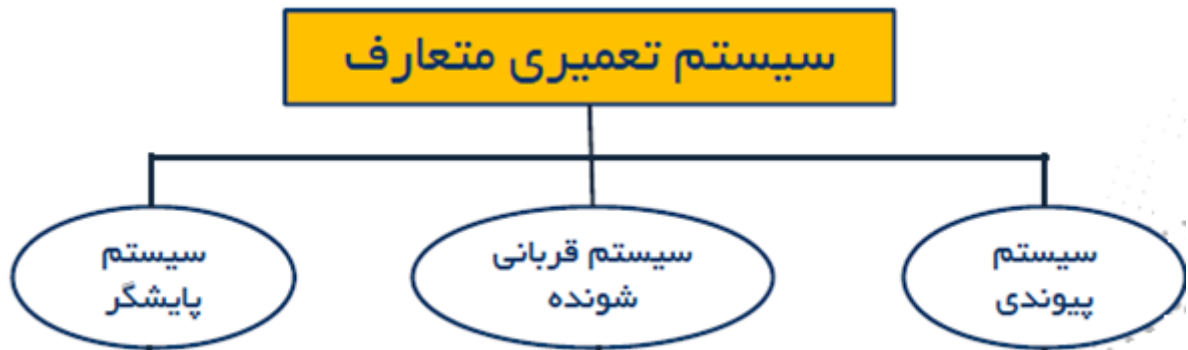 سیستم تعمیری متعارف
سیستم
پیوندی
سیستم قربانی
شونده
سیستم
پایشگر